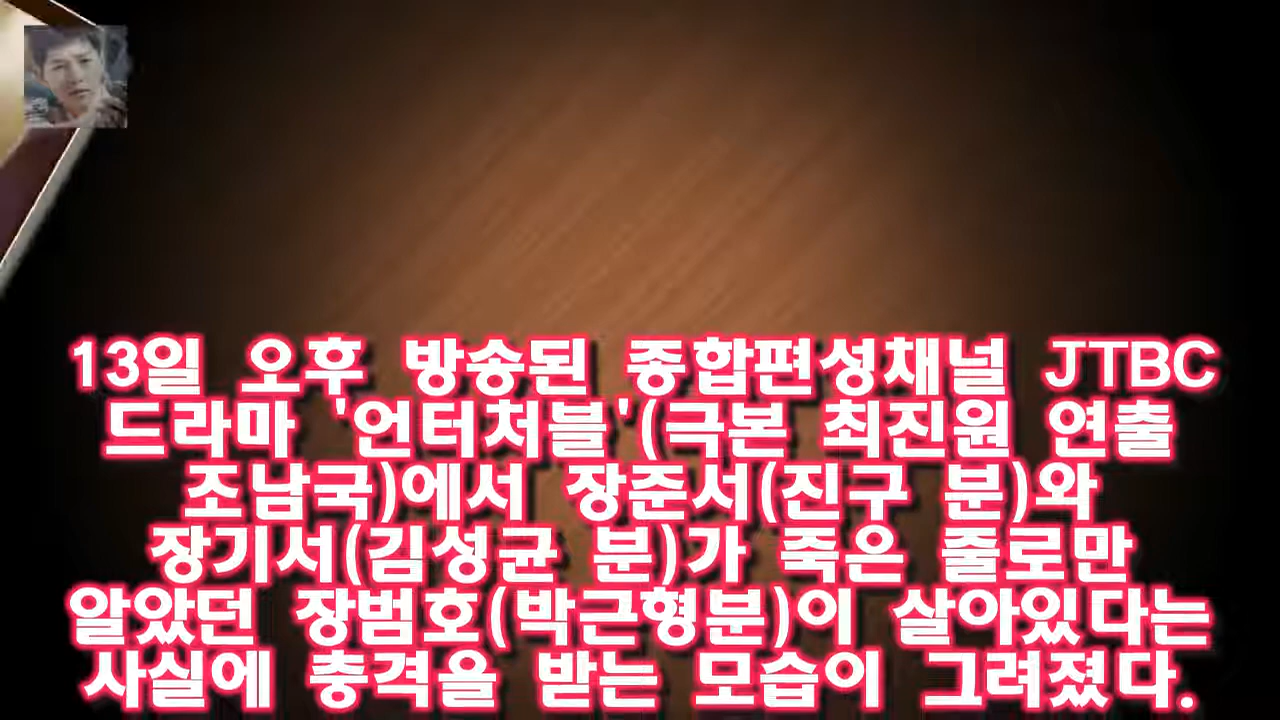 13일 오후 방송된 종합편성채널 JTBC
드라마 '언터처블'(극본 최진원 연출
조남국)에서 장준서(진구 분)와
장기서(김성균 분)가 죽은 줄로만
알았던 장범호(박근형분)이 살아있다는
사실에 충격을 받는 모습이 그려졌다.